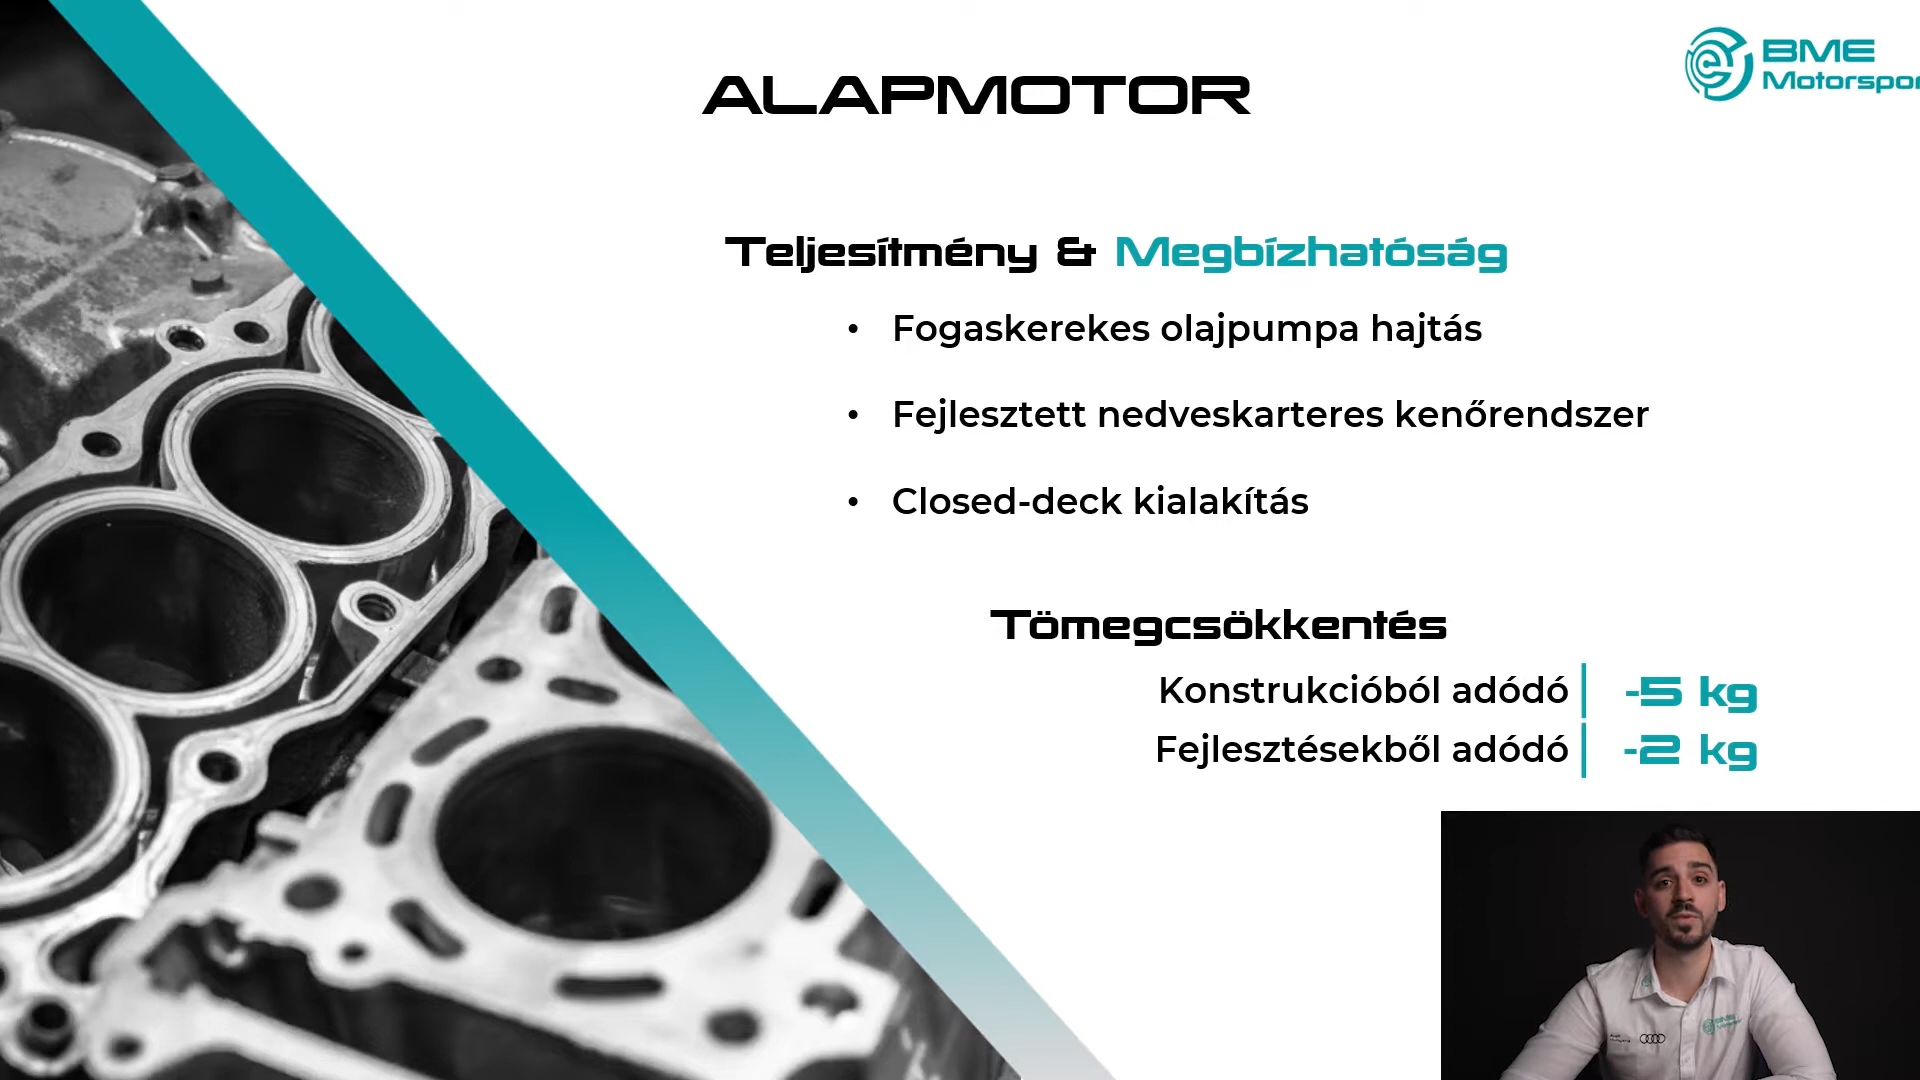 BME
Motorspor
ALAPMOTOR
Teljesítmény & Megbízhatóság
• Fogaskerekes olajpumpa hajtás
• Fejlesztett nedveskarteres kenőrendszer
• Closed-deck kialakítás
Tömegcsökkentés
Konstrukcióból adódó -5 kg
Fejlesztésekből adódó -2 kg